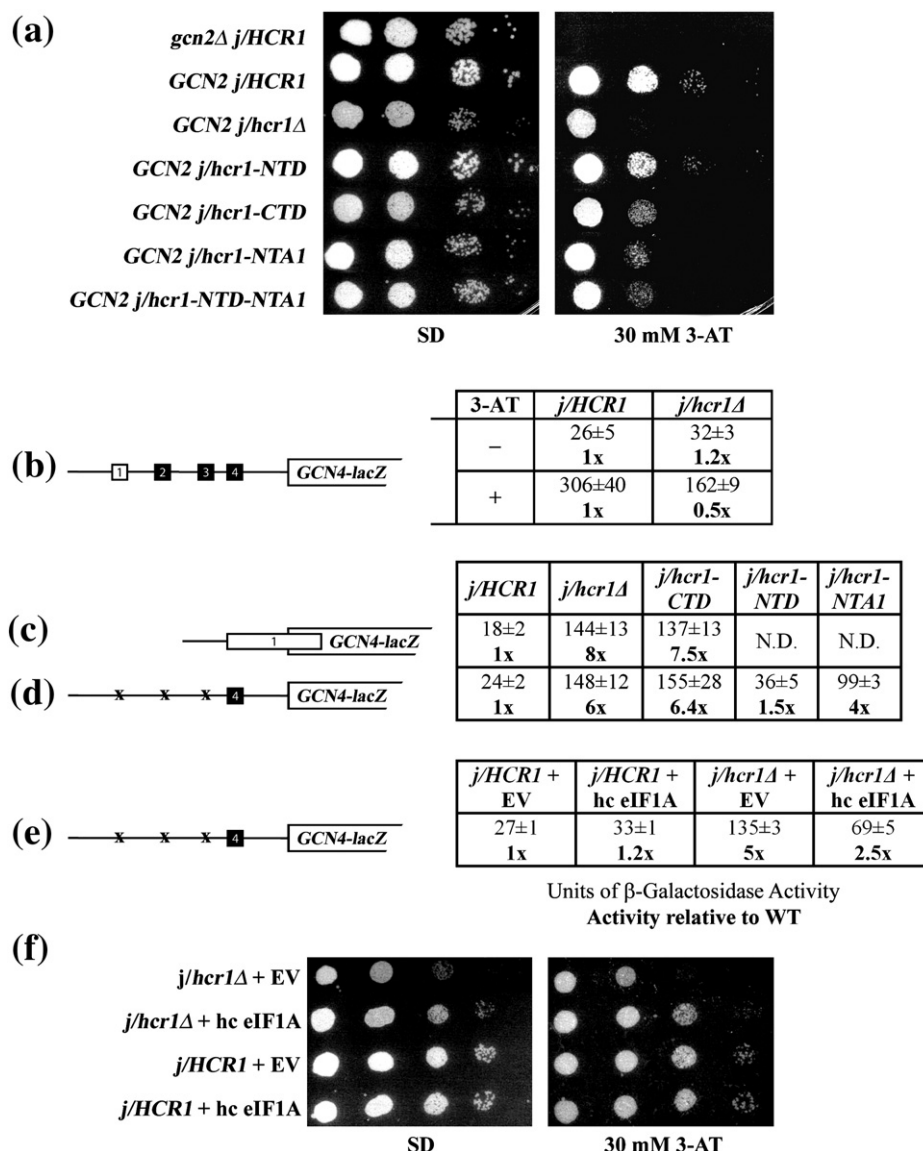 (a)
gcn2Δ j/HCR1
GCN2 j/HCR1
GCN2 j/hcr1Δ
GCN2 j/hcr1-NTD
GCN2 j/hcr1-CTD
GCN2 j/hcr1-NTA1
GCN2 j/hcr1-NTD-NTA1
SD 30 mM 3-AT
(b)
1 2 3 4 GCN4-lacZ
3-AT j/HCR1 j/hcr1Δ
– 26±5 32±3
1x 1.2x
+ 306±40 162±9
1x 0.5x
j/HCR1 j/hcr1Δ j/hcr1-CTD j/hcr1-NTD j/hcr1-NTA1
(c)
1 GCN4-lacZ
18±2 144±13 137±13 N.D. N.D.
1x 8x 7.5x
(d)
x x x 4 GCN4-lacZ
24±2 148±12 155±28 36±5 99±3
1x 6x 6.4x 1.5x 4x
(e)
x x x 4 GCN4-lacZ
j/HCR1 + j/HCR1 + j/hcr1Δ + j/hcr1Δ +
EV hc eIF1A EV hc eIF1A
27±1 33±1 135±3 69±5
1x 1.2x 5x 2.5x
Units of β-Galactosidase Activity
Activity relative to WT
(f)
j/hcr1Δ + EV
j/hcr1Δ + hc eIF1A
j/HCR1 + EV
j/HCR1 + hc eIF1A
SD 30 mM 3-AT